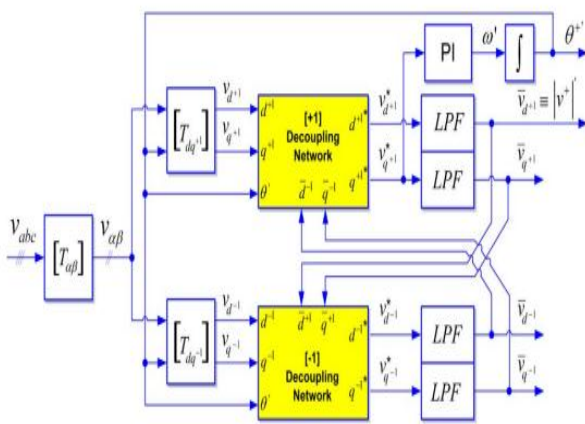 PI
ω'
∫
θ⁺'
v_d⁺¹
v*_d⁺¹
v̄_d⁺¹ ≡ |v⁺|'
[T_dq⁺¹]
d⁺¹
[+1]
d⁺¹*
LPF
v_q⁺¹
q⁺¹
Decoupling
Network
q⁺¹*
v*_q⁺¹
LPF
v̄_q⁺¹
θ'
d̄⁻¹
q̄⁻¹
v_abc
[T_αβ]
v_αβ
v_d⁻¹
d̄⁺¹
q̄⁺¹
v*_d⁻¹
v̄_d⁻¹
[T_dq⁻¹]
d⁻¹
d⁻¹*
LPF
v_q⁻¹
q⁻¹
[-1]
Decoupling
Network
q⁻¹*
v*_q⁻¹
LPF
v̄_q⁻¹
θ'